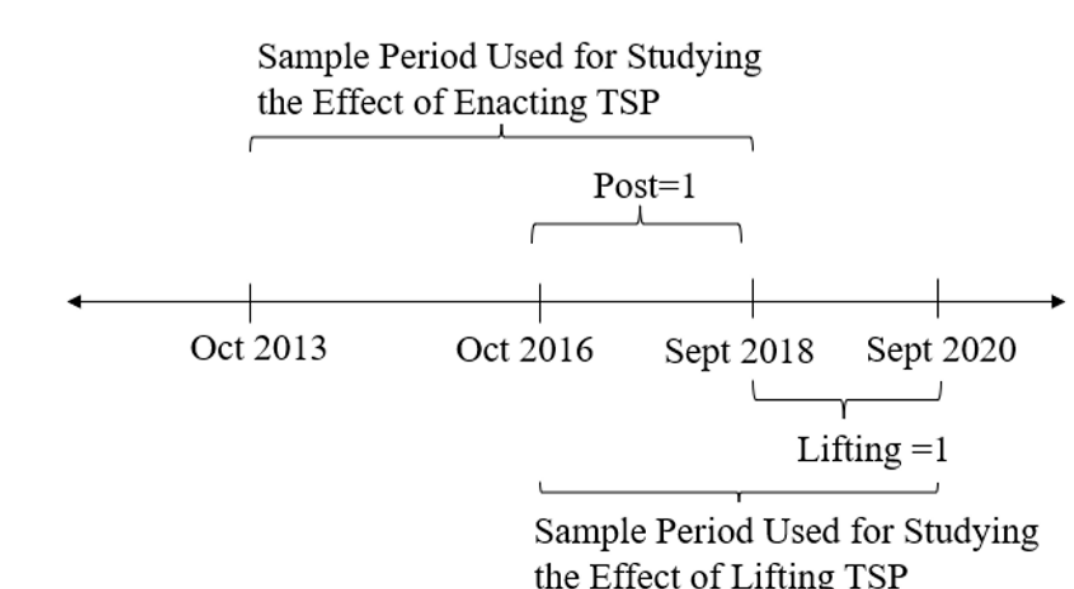 Sample Period Used for Studying
the Effect of Enacting TSP
Post=1
Oct 2013
Oct 2016
Sept 2018
Sept 2020
Lifting =1
Sample Period Used for Studying
the Effect of Lifting TSP